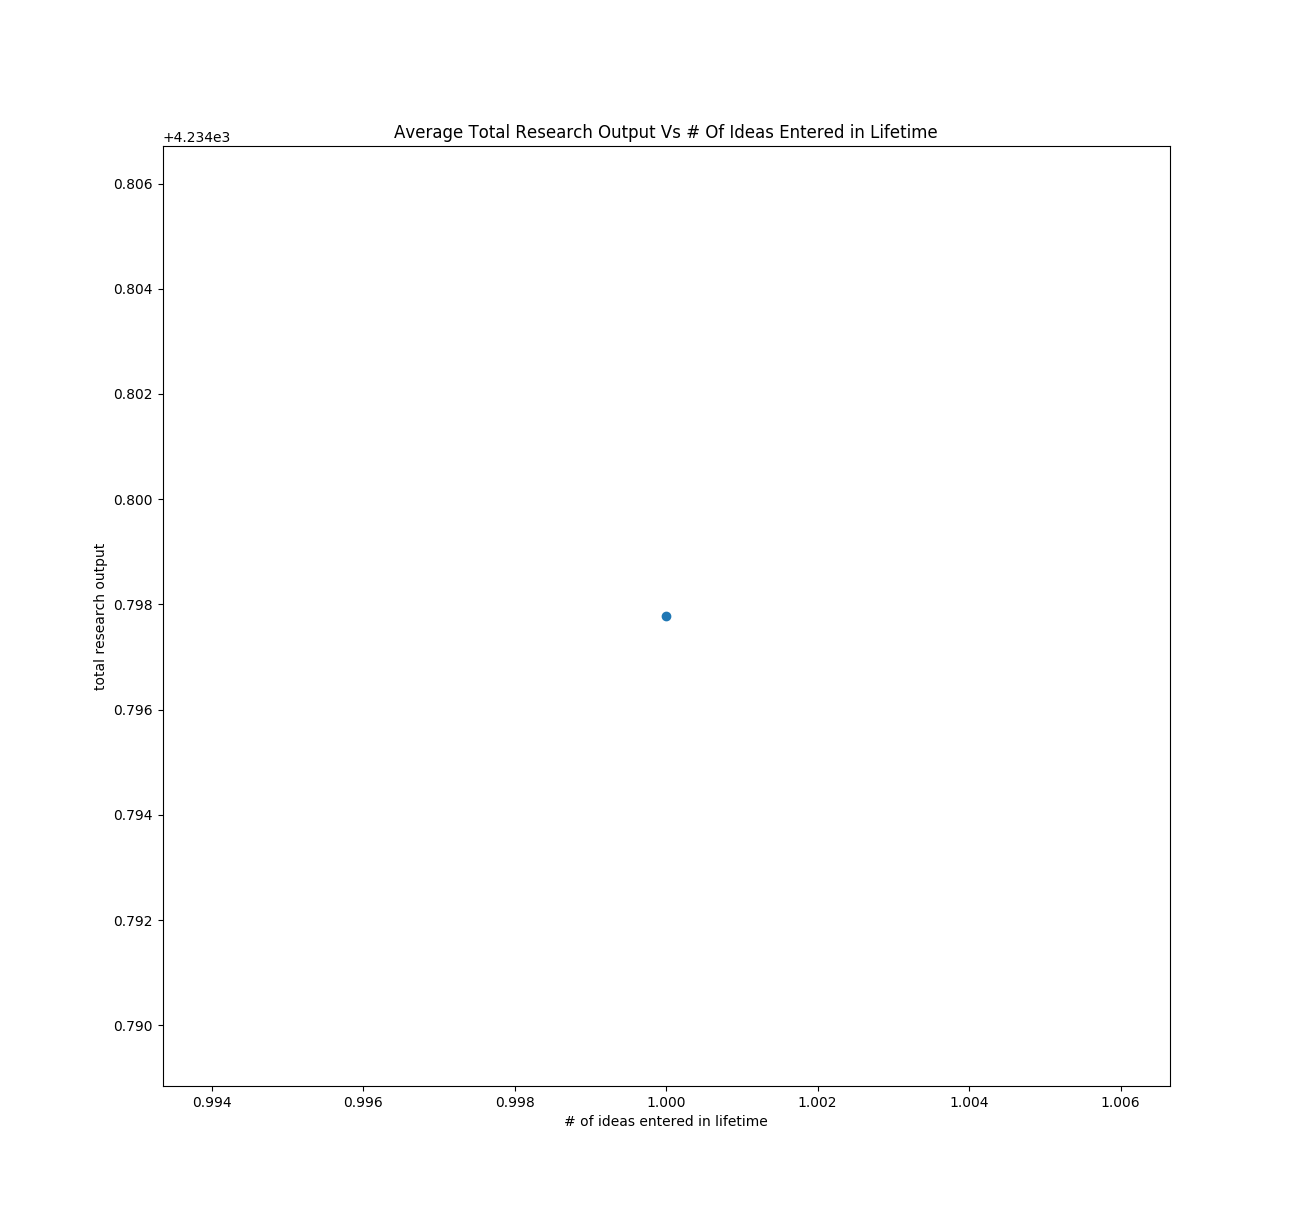 Average Total Research Output Vs # Of Ideas Entered in Lifetime
+4.234e3
0.806
0.804
0.802
0.800
0.798
0.796
0.794
0.792
0.790
total research output
0.994 0.996 0.998 1.000 1.002 1.004 1.006
# of ideas entered in lifetime